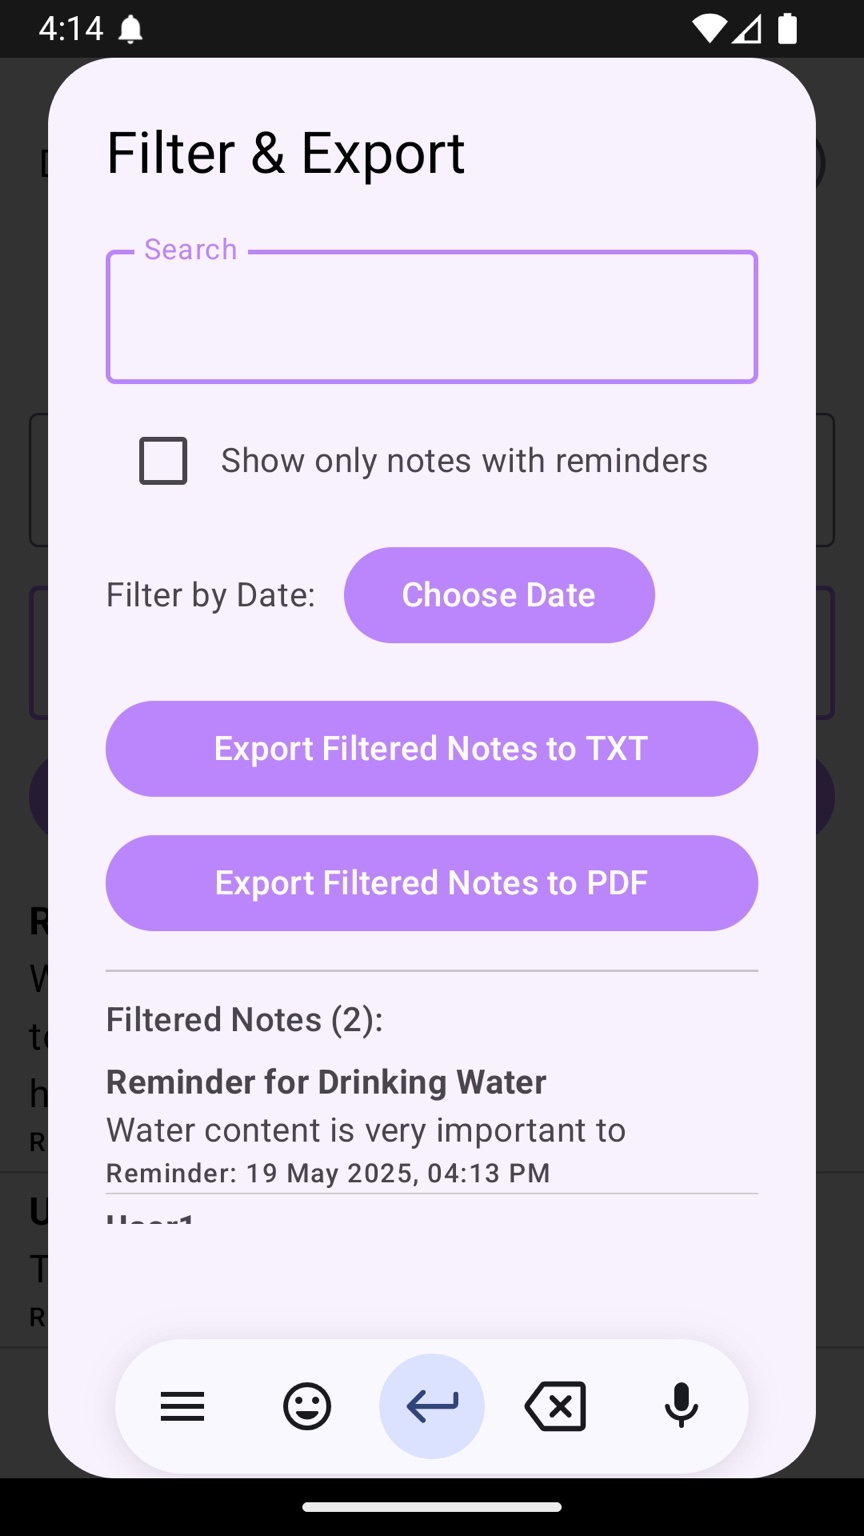 4:14
Filter & Export
Search
Show only notes with reminders
Filter by Date:
Choose Date
Export Filtered Notes to TXT
Export Filtered Notes to PDF
Filtered Notes (2):
Reminder for Drinking Water
Water content is very important to
Reminder: 19 May 2025, 04:13 PM
User1